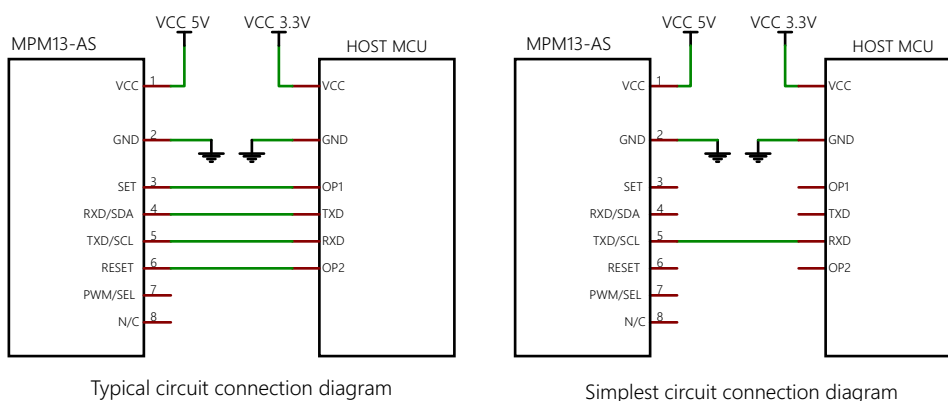 VCC 5V VCC 3.3V
MPM13-AS HOST MCU
VCC 1 VCC
GND 2 GND
SET 3 OP1
RXD/SDA 4 TXD
TXD/SCL 5 RXD
RESET 6 OP2
PWM/SEL 7
N/C 8
Typical circuit connection diagram
VCC 5V VCC 3.3V
MPM13-AS HOST MCU
VCC 1 VCC
GND 2 GND
SET 3 OP1
RXD/SDA 4 TXD
TXD/SCL 5 RXD
RESET 6 OP2
PWM/SEL 7
N/C 8
Simplest circuit connection diagram